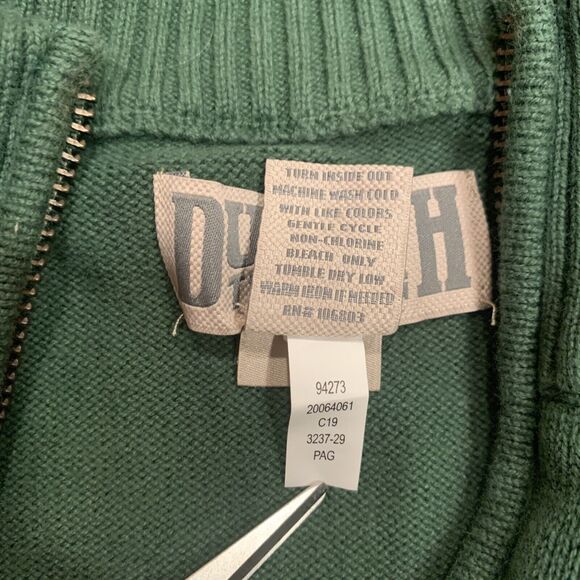 TURN INSIDE OUT
MACHINE WASH COLD
WITH LIKE COLORS
GENTLE CYCLE
NON-CHLORINE
BLEACH ONLY
TUMBLE DRY LOW
WARM IRON IF NEEDED
RN# 106803
94273
20064061
C19
3237-29
PAG